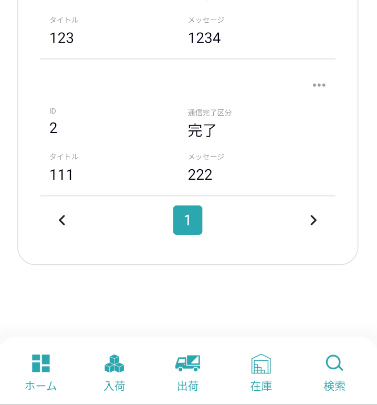 タイトル メッセージ
123 1234
ID 通信完了区分
2 完了
タイトル メッセージ
111 222
1
ホーム 入荷 出荷 在庫 検索